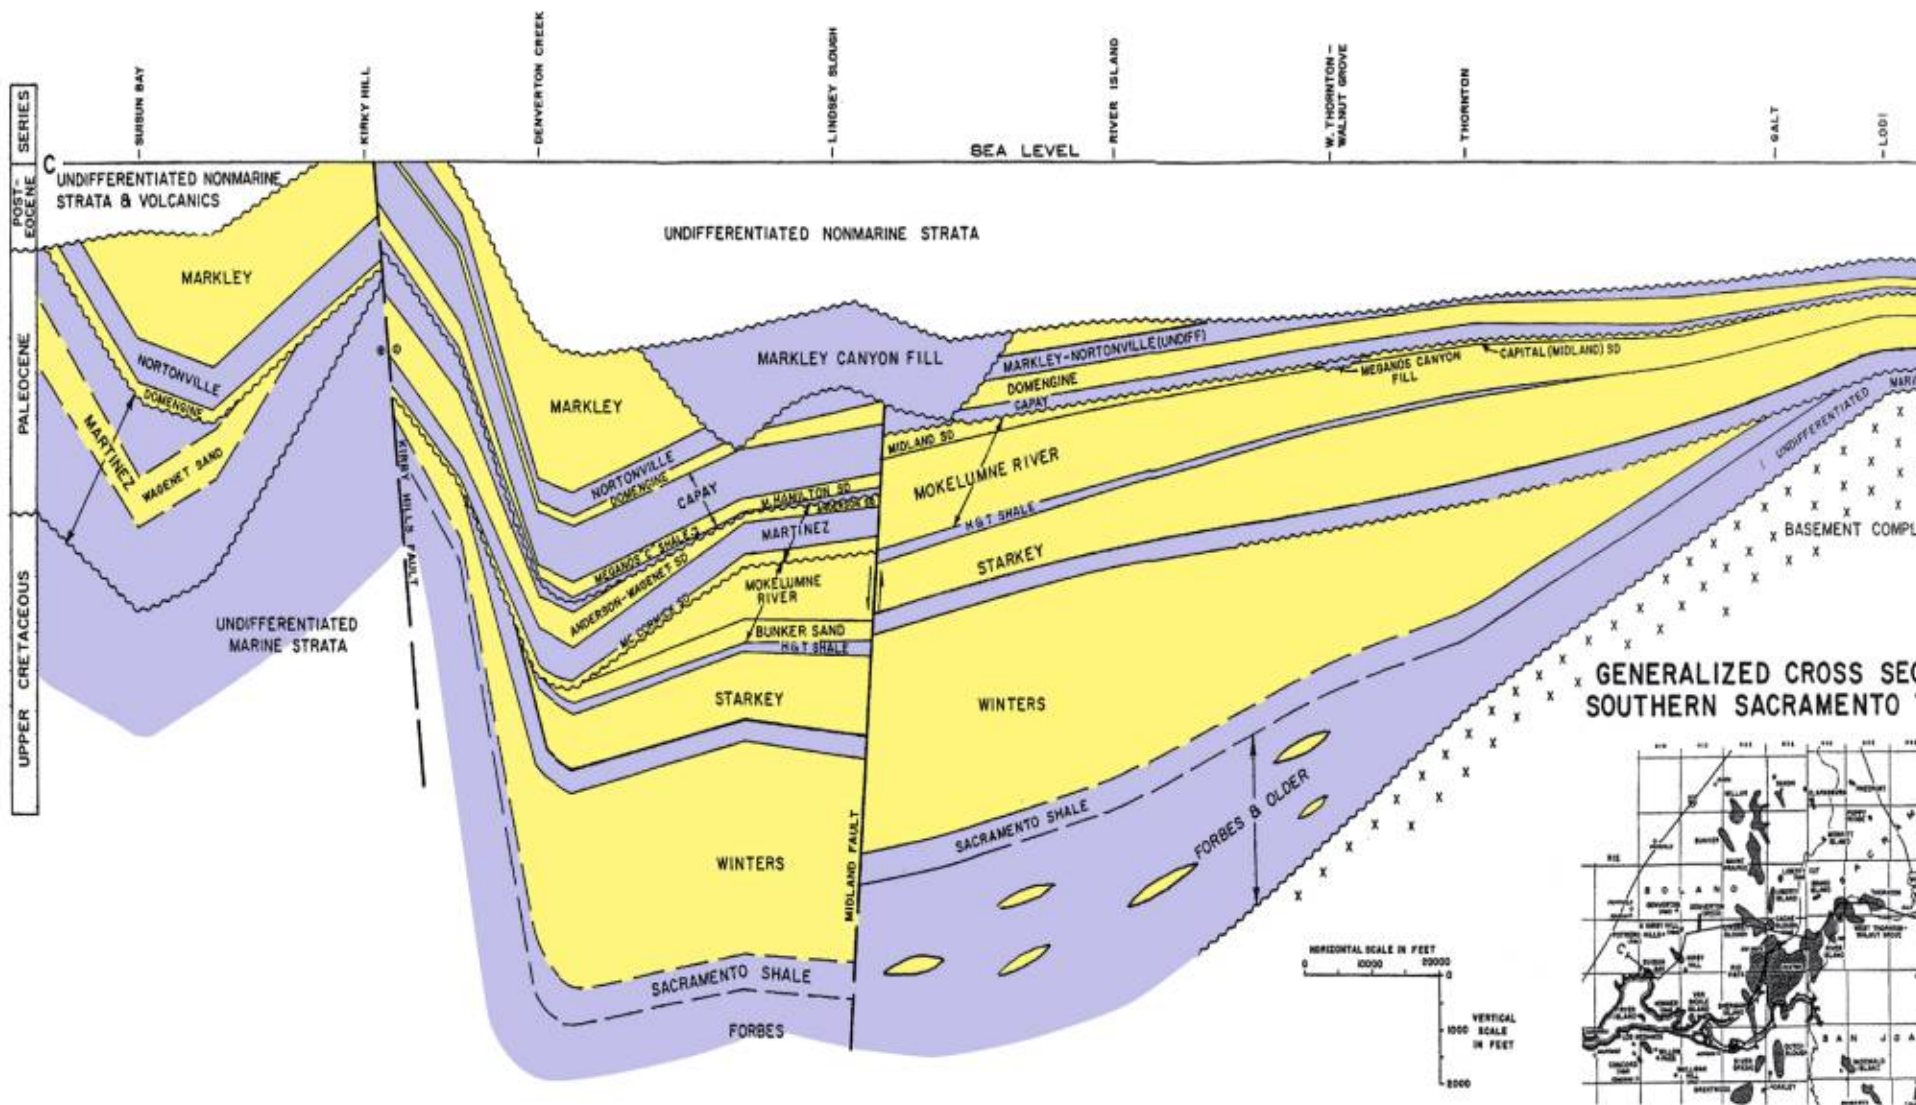 SERIES
POST-
EOCENE
PALEOCENE
UPPER CRETACEOUS
SUISUN BAY
KIRKY HILL
DENVERTON CREEK
LINDSEY SLOUGH
RIVER ISLAND
W. THORNTON-
WALNUT GROVE
THORNTON
GALT
LODI
C
SEA LEVEL
UNDIFFERENTIATED NONMARINE
STRATA & VOLCANICS
UNDIFFERENTIATED NONMARINE STRATA
MARKLEY
NORTONVILLE
DOMENGINE
MARTINEZ
WAGENET SAND
UNDIFFERENTIATED
MARINE STRATA
KIRBY HILLS FAULT
MARKLEY
MARKLEY CANYON FILL
NORTONVILLE
DOMENGINE
CAPAY
HAMILTON SD
MEGANOS "E" SHALE
ANDERSON-WAGENET SD
MARTINEZ
MC CORMICK SD
MOKELUMNE
RIVER
BUNKER SAND
H&T SHALE
STARKEY
WINTERS
SACRAMENTO SHALE
FORBES
MIDLAND FAULT
MARKLEY-NORTONVILLE (UNDIFF)
DOMENGINE
CAPAY
MIDLAND SD
MEGANOS CANYON
FILL
CAPITAL (MIDLAND) SD
MOKELUMNE RIVER
H&T SHALE
STARKEY
WINTERS
SACRAMENTO SHALE
FORBES & OLDER
UNDIFFERENTIATED
BASEMENT COMPL
GENERALIZED CROSS SEC
SOUTHERN SACRAMENTO
HORIZONTAL SCALE IN FEET
0 10000 20000
0
1000
2000
VERTICAL
SCALE
IN FEET
SOLANO
SAN JOA